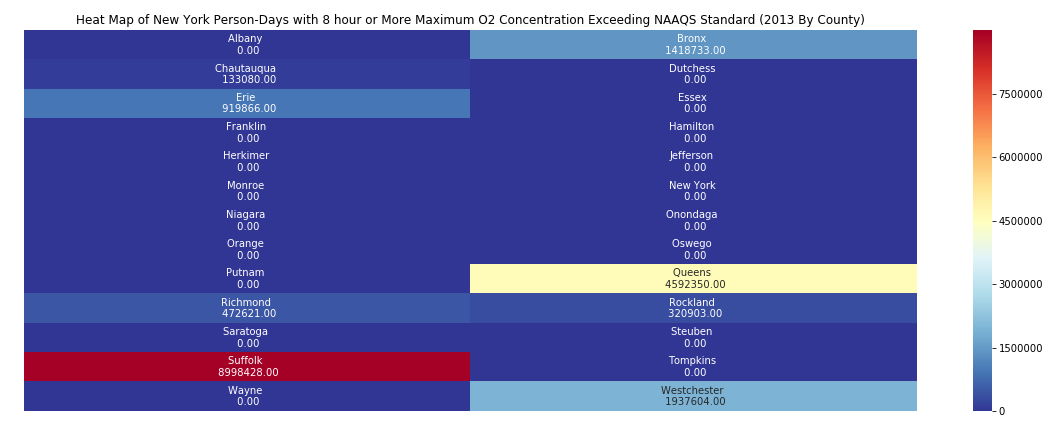 Heat Map of New York Person-Days with 8 hour or More Maximum O2 Concentration Exceeding NAAQS Standard (2013 By County)
Albany
0.00
Bronx
1418733.00
Chautauqua
133080.00
Dutchess
0.00
Erie
919866.00
Essex
0.00
Franklin
0.00
Hamilton
0.00
Herkimer
0.00
Jefferson
0.00
Monroe
0.00
New York
0.00
Niagara
0.00
Onondaga
0.00
Orange
0.00
Oswego
0.00
Putnam
0.00
Queens
4592350.00
Richmond
472621.00
Rockland
320903.00
Saratoga
0.00
Steuben
0.00
Suffolk
8998428.00
Tompkins
0.00
Wayne
0.00
Westchester
1937604.00
7500000
6000000
4500000
3000000
1500000
0